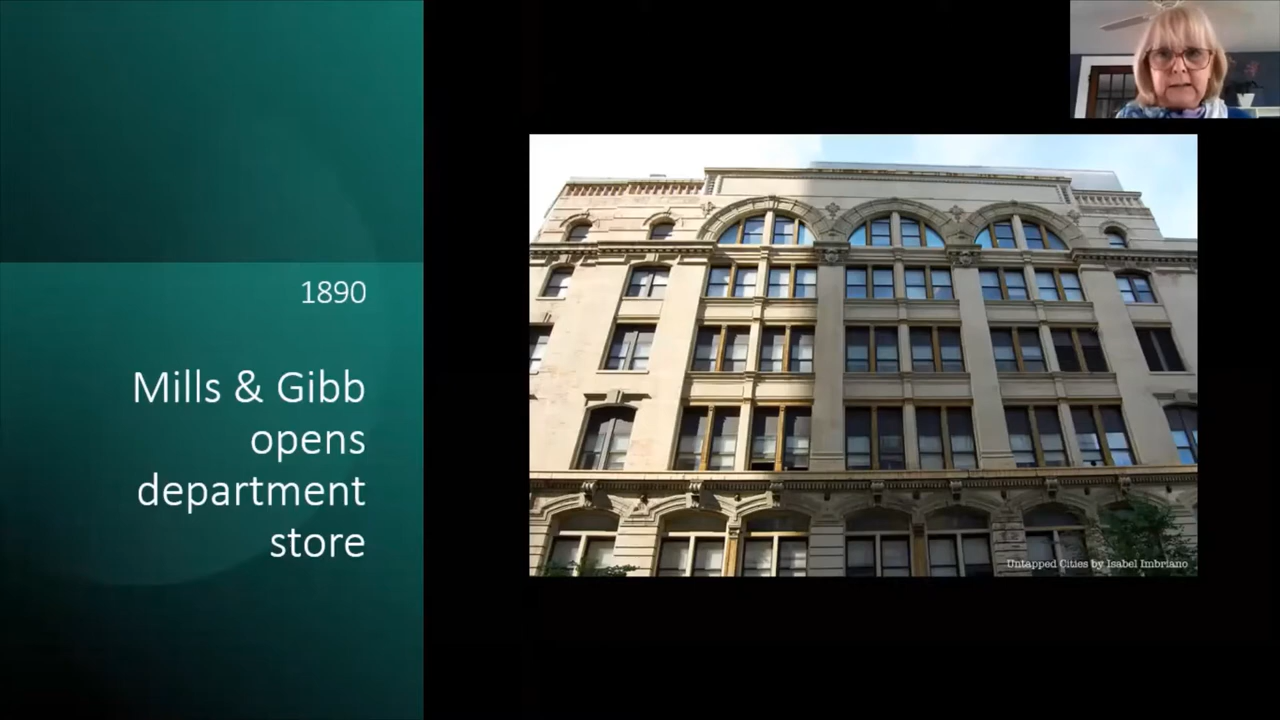 1890
Mills & Gibb
opens
department
store
Untapped Cities by Isabel Imbriano